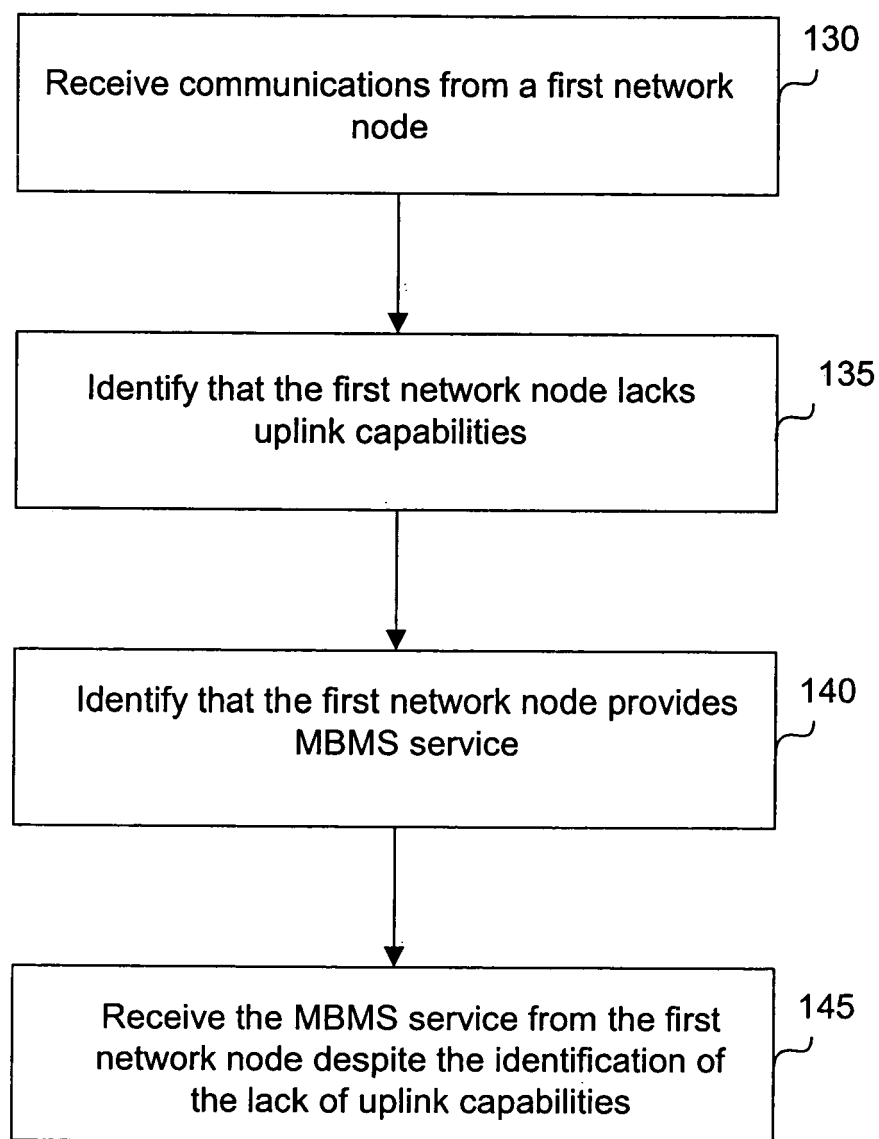 130
Receive communications from a first network
node
135
Identify that the first network node lacks
uplink capabilities
140
Identify that the first network node provides
MBMS service
145
Receive the MBMS service from the first
network node despite the identification of
the lack of uplink capabilities